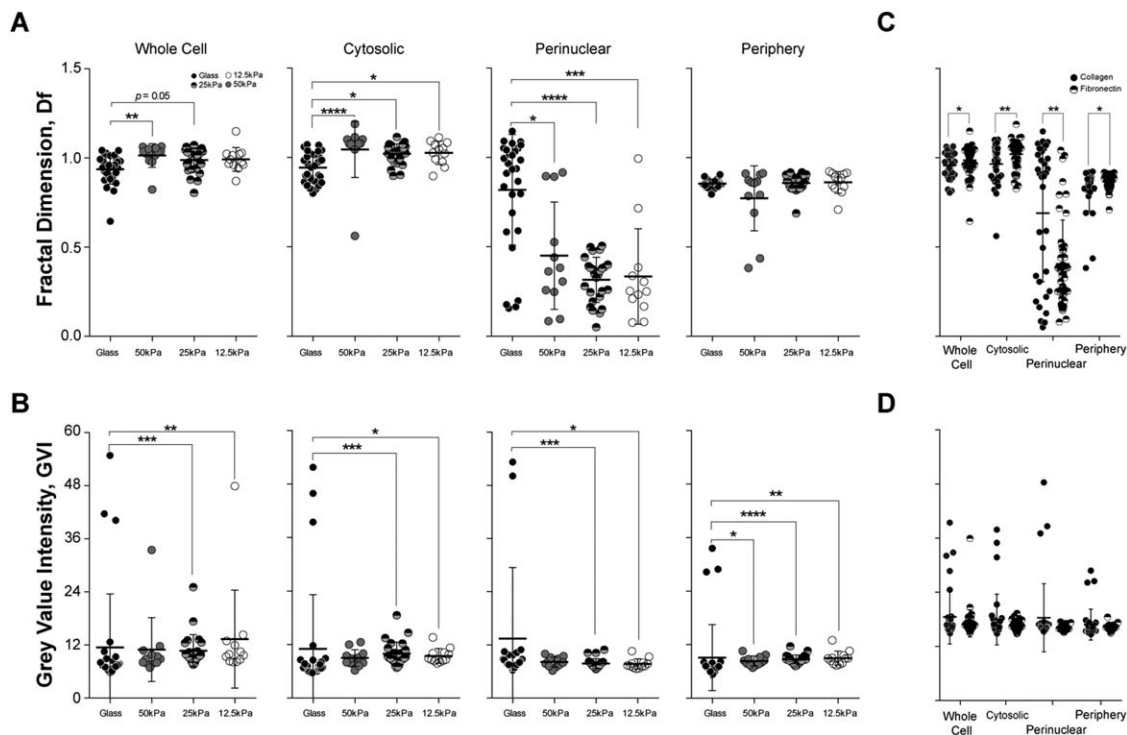 A
C
Whole Cell
Cytosolic
Perinuclear
Periphery
Fractal Dimension, Df
1.5
1.0
0.5
0.0
Glass
12.5kPa
25kPa
50kPa
p = 0.05
**
****
*
*
*
****
***
Collagen
Fibronectin
*
**
**
*
Glass 50kPa 25kPa 12.5kPa
Glass 50kPa 25kPa 12.5kPa
Glass 50kPa 25kPa 12.5kPa
Glass 50kPa 25kPa 12.5kPa
Whole Cell
Cytosolic
Perinuclear
Periphery
B
D
Grey Value Intensity, GVI
60
48
36
24
12
0
***
**
***
*
***
*
*
****
**
Glass 50kPa 25kPa 12.5kPa
Glass 50kPa 25kPa 12.5kPa
Glass 50kPa 25kPa 12.5kPa
Glass 50kPa 25kPa 12.5kPa
Whole Cell
Cytosolic
Perinuclear
Periphery